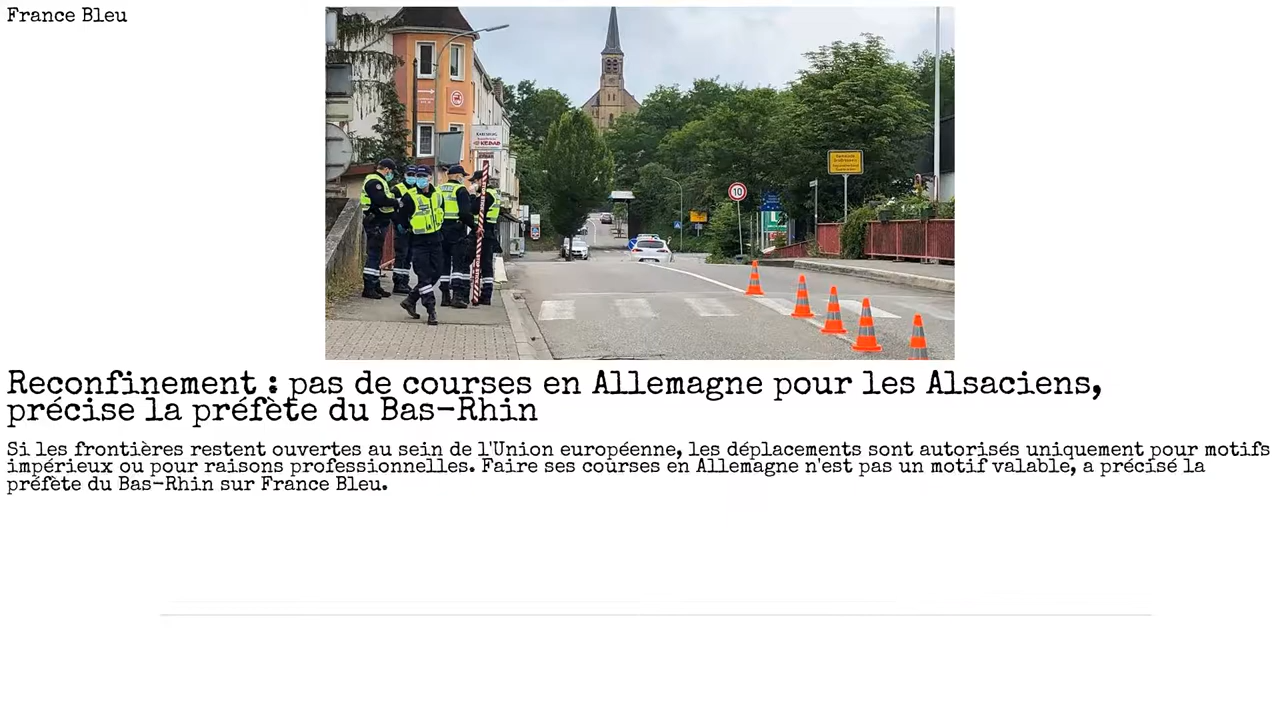 France Bleu
KEBAB
10
Reconfinement : pas de courses en Allemagne pour les Alsaciens,
précise la préfète du Bas-Rhin
Si les frontières restent ouvertes au sein de l'Union européenne, les déplacements sont autorisés uniquement pour motifs
impérieux ou pour raisons professionnelles. Faire ses courses en Allemagne n'est pas un motif valable, a précisé la
préfète du Bas-Rhin sur France Bleu.